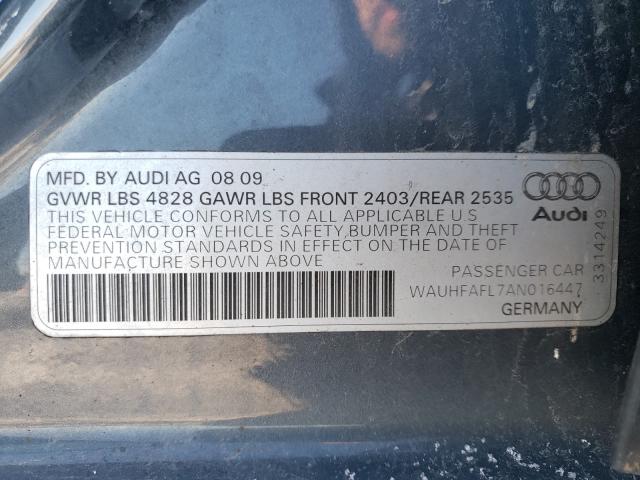 MFD. BY AUDI AG 08 09
GVWR LBS 4828 GAWR LBS FRONT 2403/REAR 2535
THIS VEHICLE CONFORMS TO ALL APPLICABLE U.S
FEDERAL MOTOR VEHICLE SAFETY,BUMPER AND THEFT
PREVENTION STANDARDS IN EFFECT ON THE DATE OF
MANUFACTURE SHOWN ABOVE
Audi
PASSENGER CAR
WAUHFAFL7AN016447
GERMANY
3314249